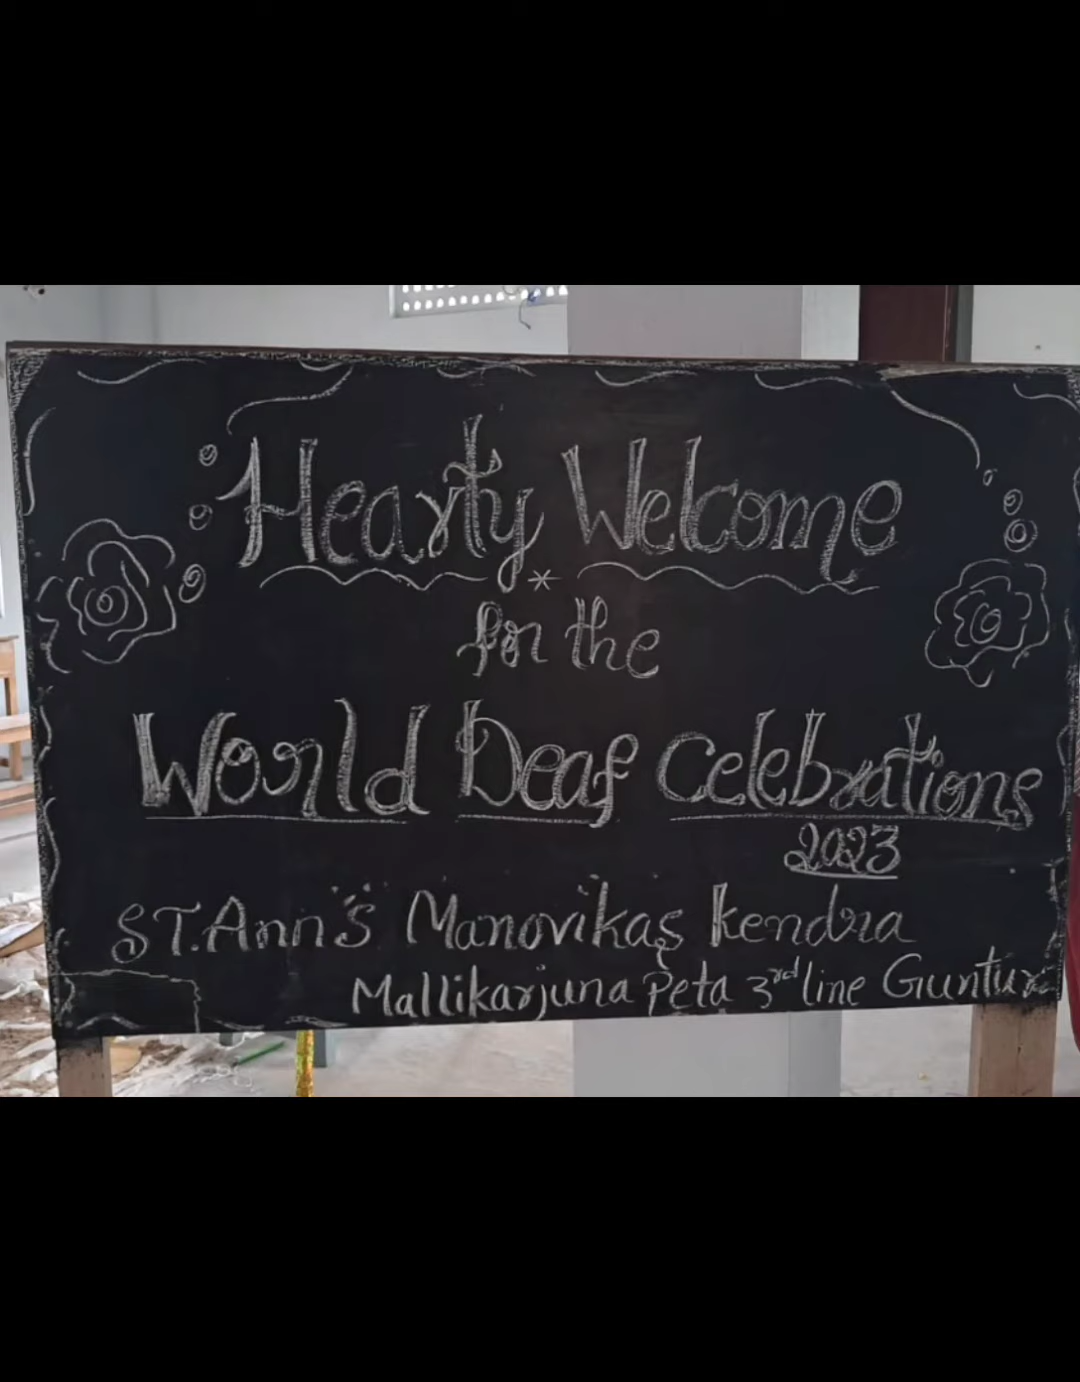 Hearty Welcome
for the
World Deaf Celebrations
2023
ST. Ann's Manovikas Kendra
Mallikarjuna Peta 3rd line Guntur